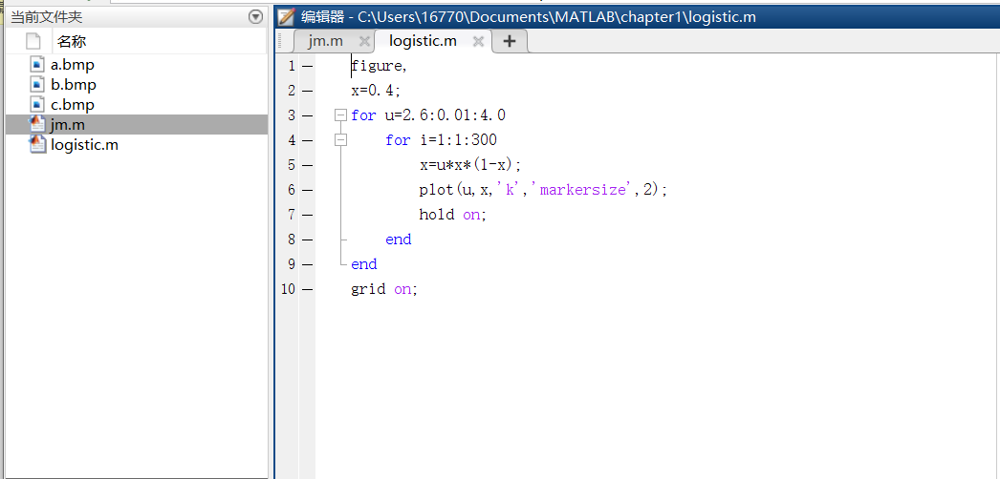 当前文件夹
名称
a.bmp
b.bmp
c.bmp
jm.m
logistic.m
编辑器 - C:\Users\16770\Documents\MATLAB\chapter1\logistic.m
jm.m
logistic.m
1 figure,
2 x=0.4;
3 for u=2.6:0.01:4.0
4 for i=1:1:300
5 x=u*x*(1-x);
6 plot(u,x,'k','markersize',2);
7 hold on;
8 end
9 end
10 grid on;